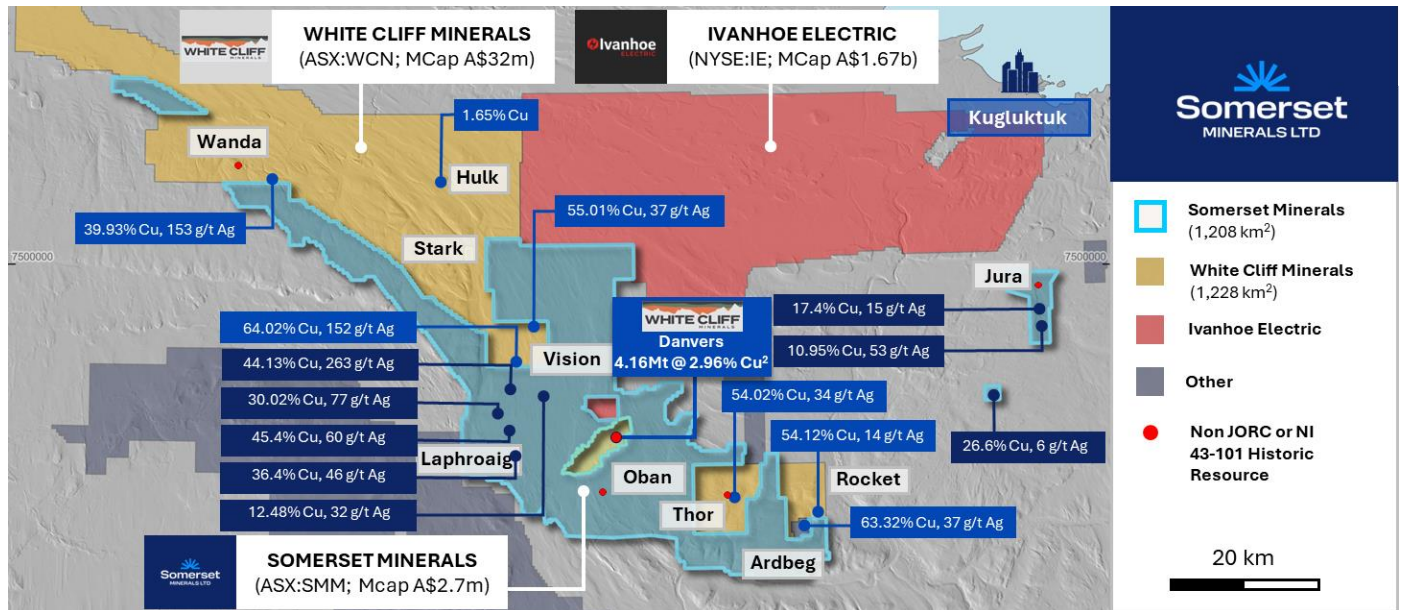 WHITE CLIFF
MINERALS
WHITE CLIFF MINERALS
(ASX:WCN; MCap A$32m)
Ivanhoe
ELECTRIC
IVANHOE ELECTRIC
(NYSE:IE; MCap A$1.67b)
Kugluktuk
1.65% Cu
Wanda
Hulk
39.93% Cu, 153 g/t Ag
55.01% Cu, 37 g/t Ag
Stark
7500000
7500000
Jura
17.4% Cu, 15 g/t Ag
10.95% Cu, 53 g/t Ag
WHITE CLIFF
MINERALS
Danvers
4.16Mt @ 2.96% Cu²
64.02% Cu, 152 g/t Ag
44.13% Cu, 263 g/t Ag
30.02% Cu, 77 g/t Ag
45.4% Cu, 60 g/t Ag
36.4% Cu, 46 g/t Ag
12.48% Cu, 32 g/t Ag
Vision
54.02% Cu, 34 g/t Ag
54.12% Cu, 14 g/t Ag
26.6% Cu, 6 g/t Ag
Laphroaig
Oban
Rocket
Thor
63.32% Cu, 37 g/t Ag
Ardbeg
Somerset
MINERALS LTD
SOMERSET MINERALS
(ASX:SMM; Mcap A$2.7m)
Somerset
MINERALS LTD
Somerset Minerals
(1,208 km²)
White Cliff Minerals
(1,228 km²)
Ivanhoe Electric
Other
Non JORC or NI
43-101 Historic
Resource
20 km